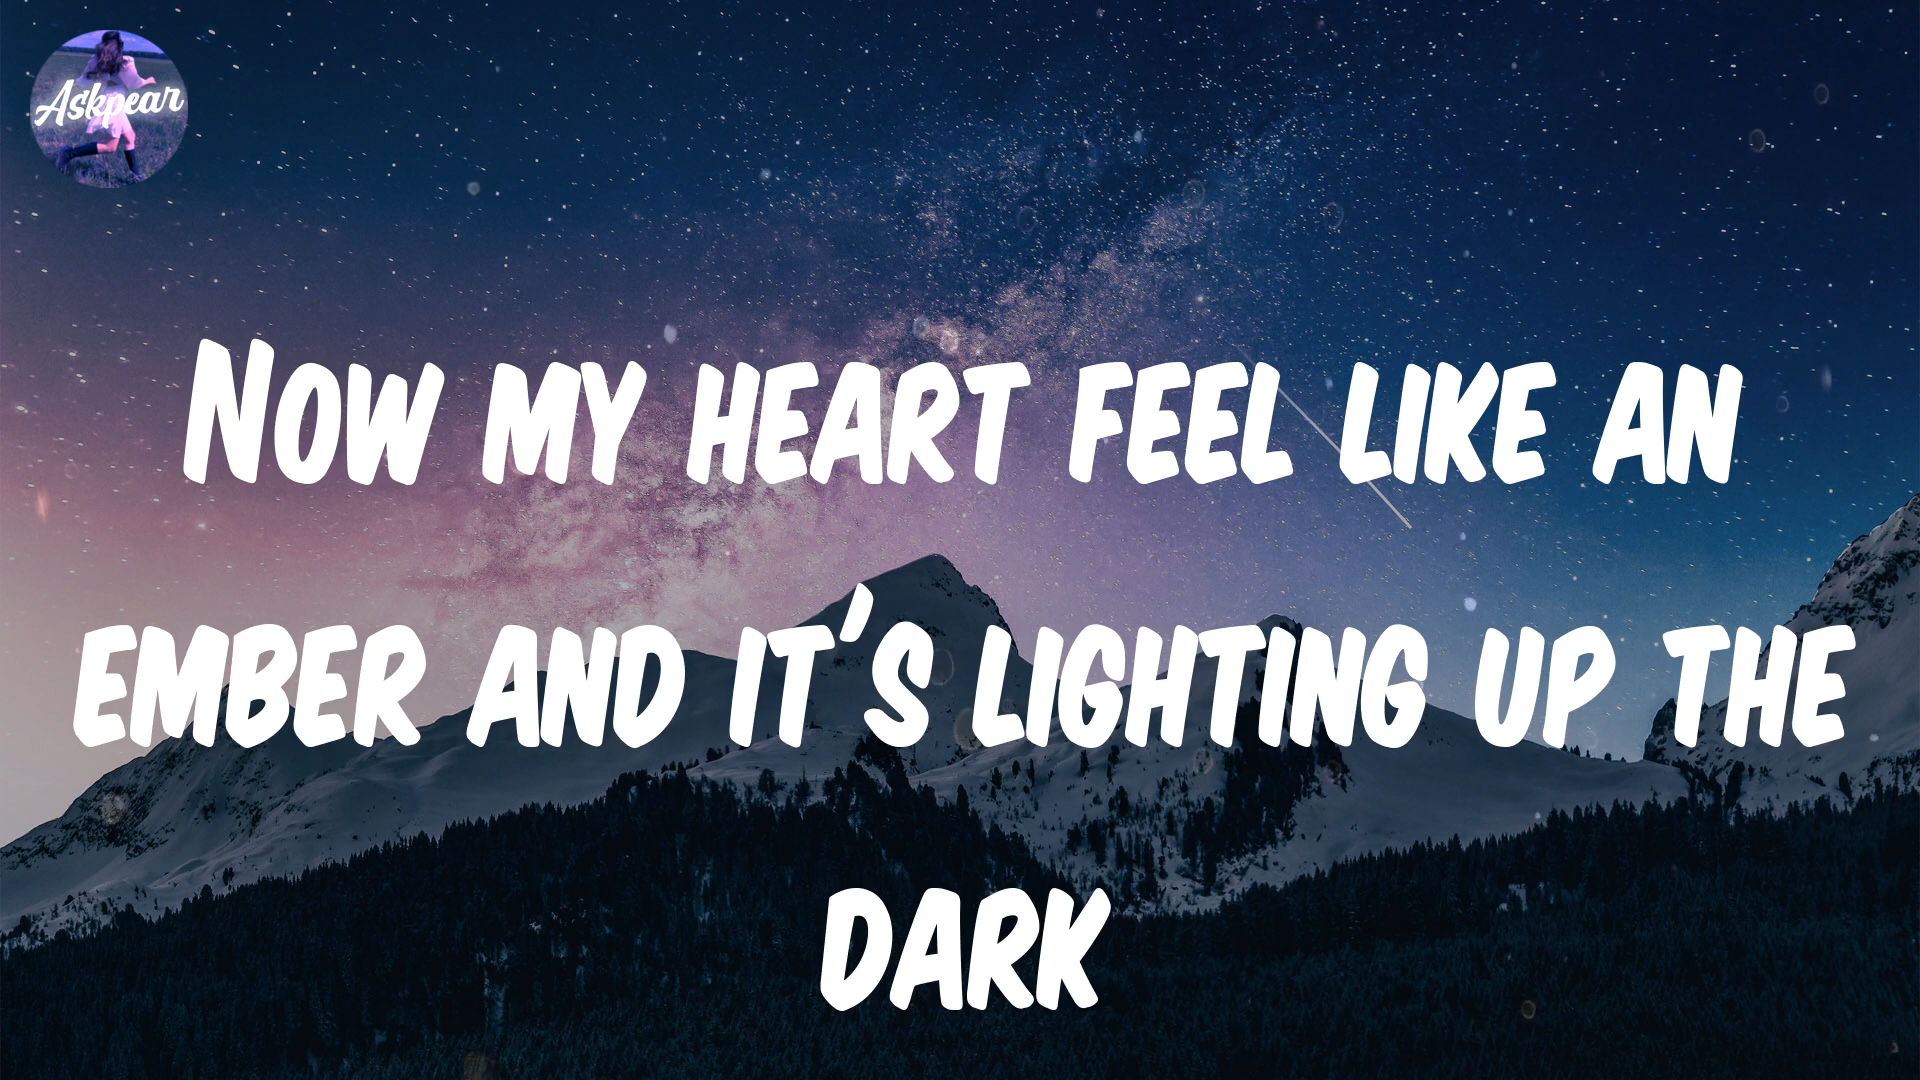 Askpear
Now my heart feel like an
ember and it's lighting up the
dark